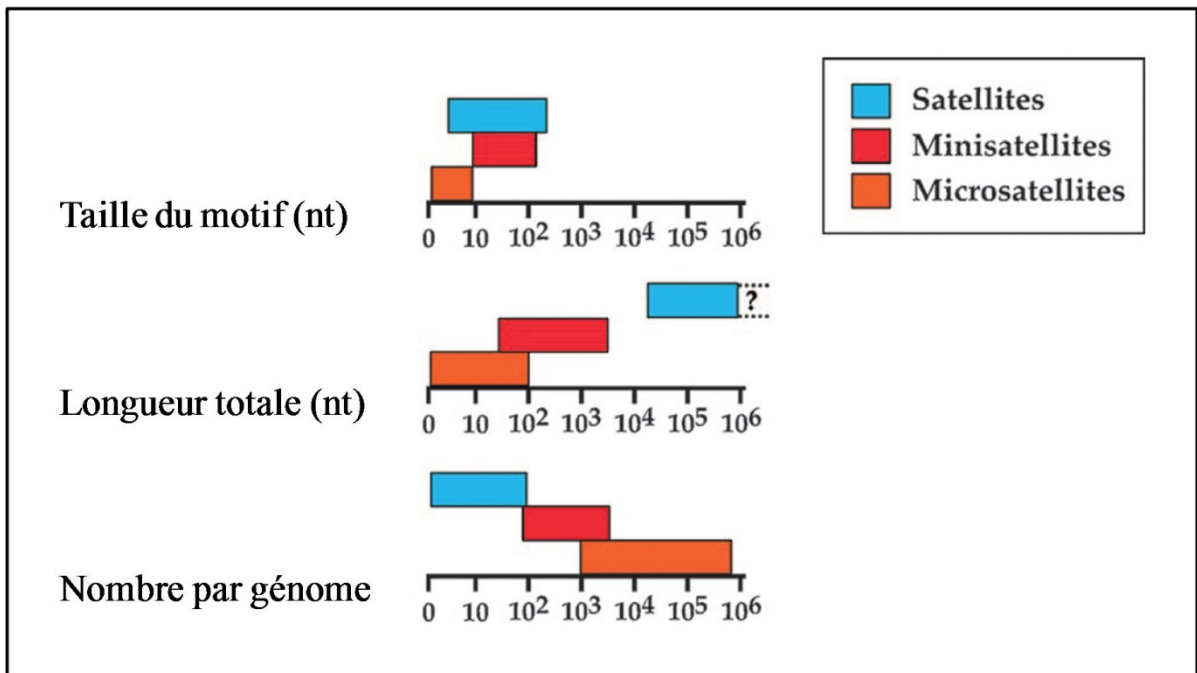 Satellites
Minisatellites
Microsatellites
Taille du motif (nt)
0 10 10² 10³ 10⁴ 10⁵ 10⁶
?
Longueur totale (nt)
0 10 10² 10³ 10⁴ 10⁵ 10⁶
Nombre par génome
0 10 10² 10³ 10⁴ 10⁵ 10⁶